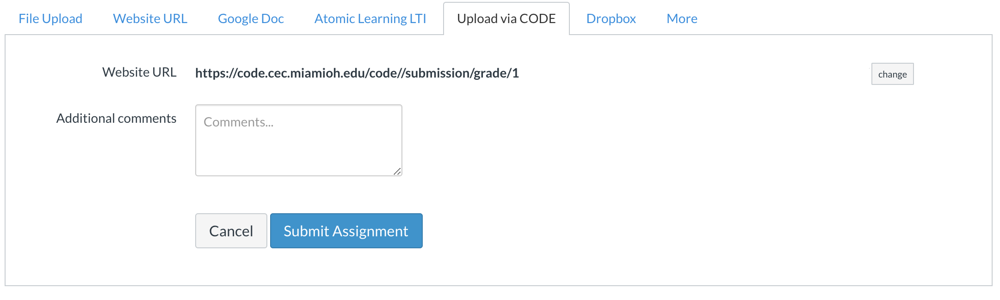 File Upload Website URL Google Doc Atomic Learning LTI Upload via CODE Dropbox More
Website URL https://code.cec.miamioh.edu/code//submission/grade/1 change
Additional comments Comments...
Cancel Submit Assignment